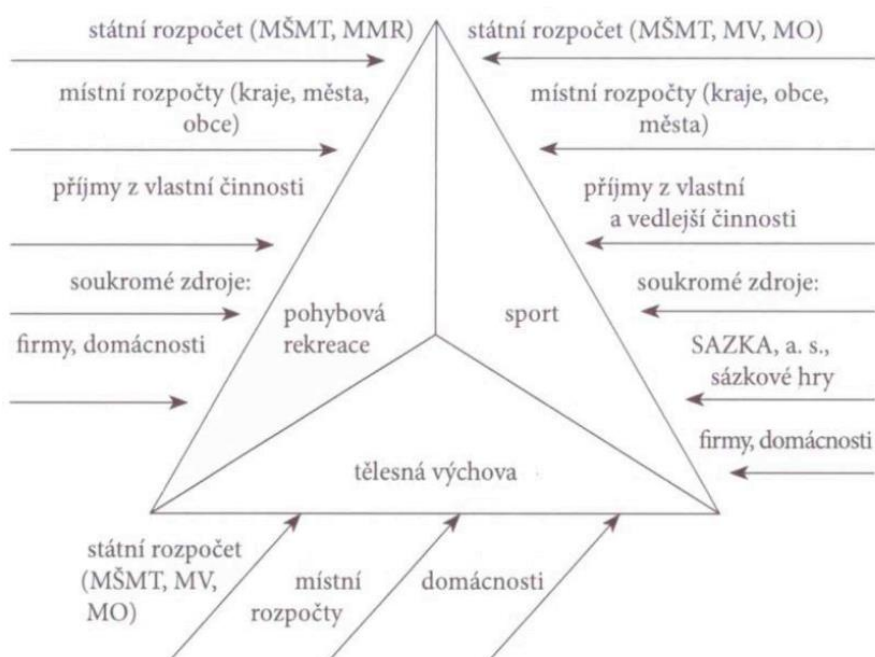 státní rozpočet (MŠMT, MMR)
místní rozpočty (kraje, města,
obce)
příjmy z vlastní činnosti
soukromé zdroje:
firmy, domácnosti
pohybová
rekreace
sport
tělesná výchova
státní rozpočet (MŠMT, MV, MO)
místní rozpočty (kraje, obce,
města)
příjmy z vlastní
a vedlejší činnosti
soukromé zdroje:
SAZKA, a. s.,
sázkové hry
firmy, domácnosti
státní rozpočet
(MŠMT, MV,
MO)
místní
rozpočty
domácnosti